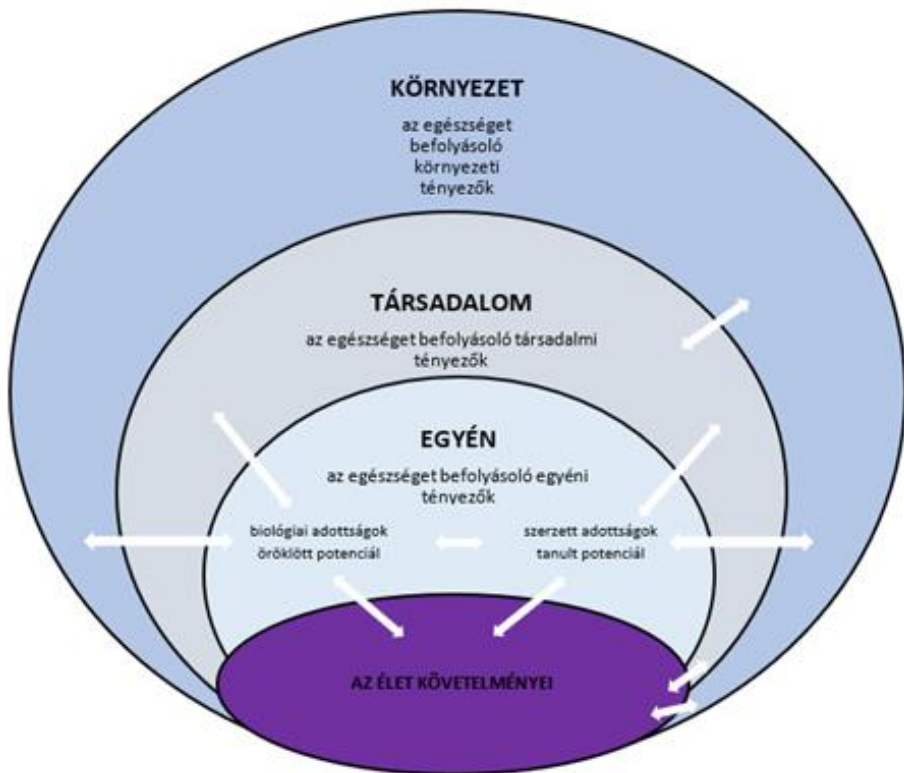 KÖRNYEZET
az egészséget
befolyásoló
környezeti
tényezők
TÁRSADALOM
az egészséget befolyásoló társadalmi
tényezők
EGYÉN
az egészséget befolyásoló egyéni
tényezők
biológiai adottságok
öröklött potenciál
szerzett adottságok
tanult potenciál
AZ ÉLET KÖVETELMÉNYEI